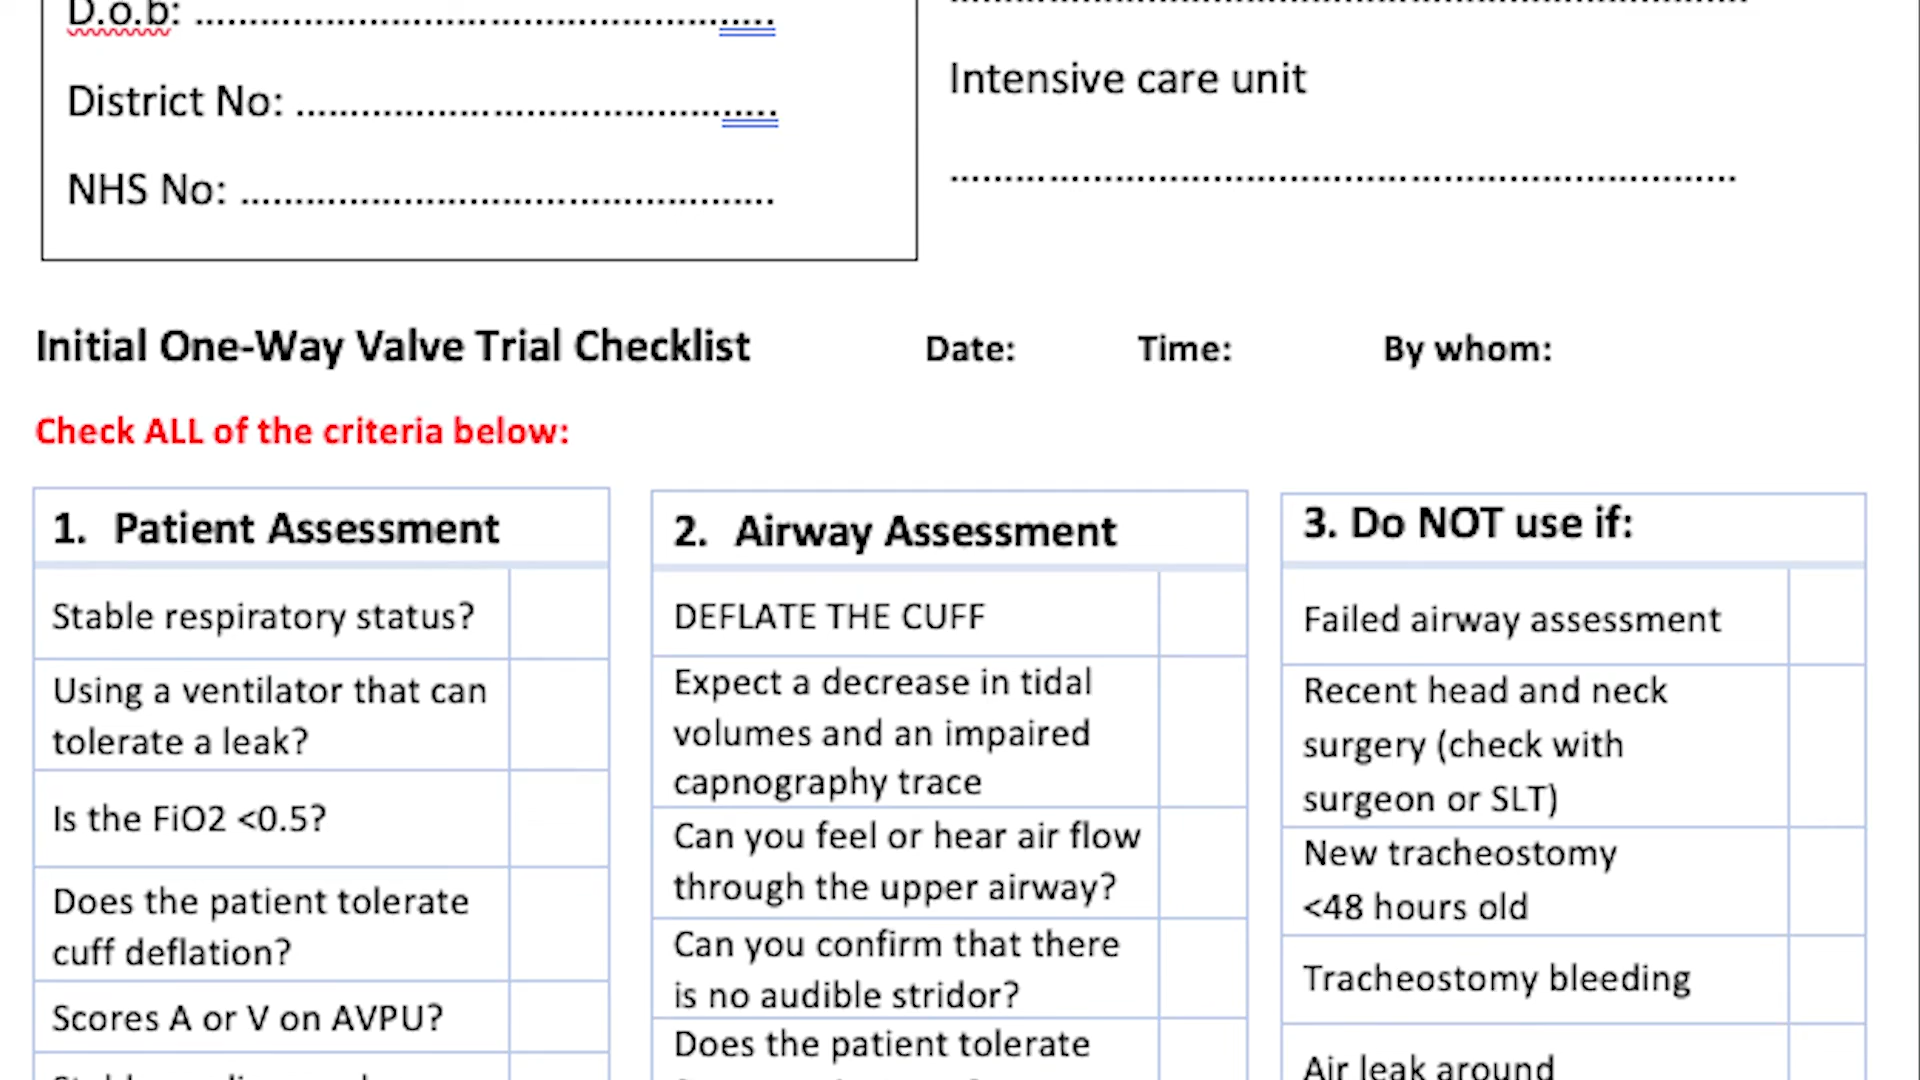 D.o.b: ..........................................................
District No: ................................................
NHS No: .....................................................
...............................................................................
Intensive care unit
...............................................................................
Initial One-Way Valve Trial Checklist Date: Time: By whom:
Check ALL of the criteria below:
1. Patient Assessment
Stable respiratory status?
Using a ventilator that can
tolerate a leak?
Is the FiO2 <0.5?
Does the patient tolerate
cuff deflation?
Scores A or V on AVPU?
2. Airway Assessment
DEFLATE THE CUFF
Expect a decrease in tidal
volumes and an impaired
capnography trace
Can you feel or hear air flow
through the upper airway?
Can you confirm that there
is no audible stridor?
Does the patient tolerate
3. Do NOT use if:
Failed airway assessment
Recent head and neck
surgery (check with
surgeon or SLT)
New tracheostomy
<48 hours old
Tracheostomy bleeding
Air leak around